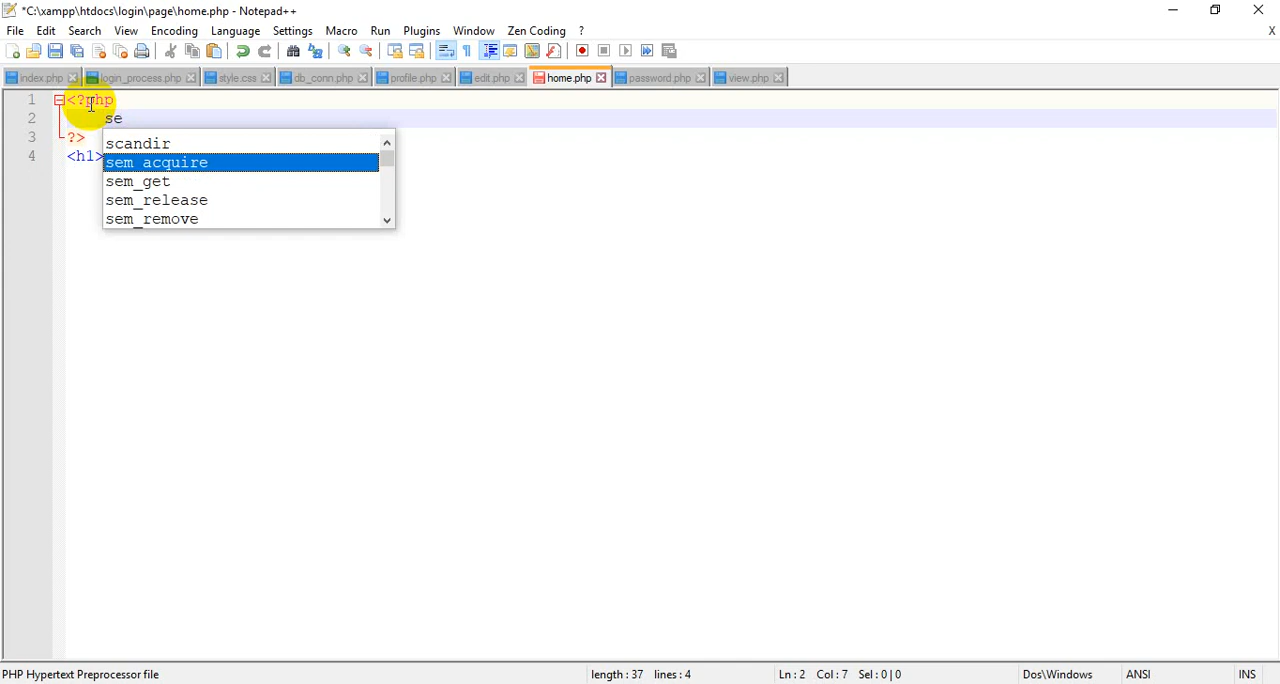 *C:\xampp\htdocs\login\page\home.php - Notepad++
File Edit Search View Encoding Language Settings Macro Run Plugins Window Zen Coding ? X
index.php login_process.php style.css db_conn.php profile.php edit.php home.php password.php view.php
1 <?php
2 se
3 ?>
4 <h1>
scandir
sem_acquire
sem_get
sem_release
sem_remove
PHP Hypertext Preprocessor file length : 37 lines : 4 Ln : 2 Col : 7 Sel : 0 | 0 Dos\Windows ANSI INS